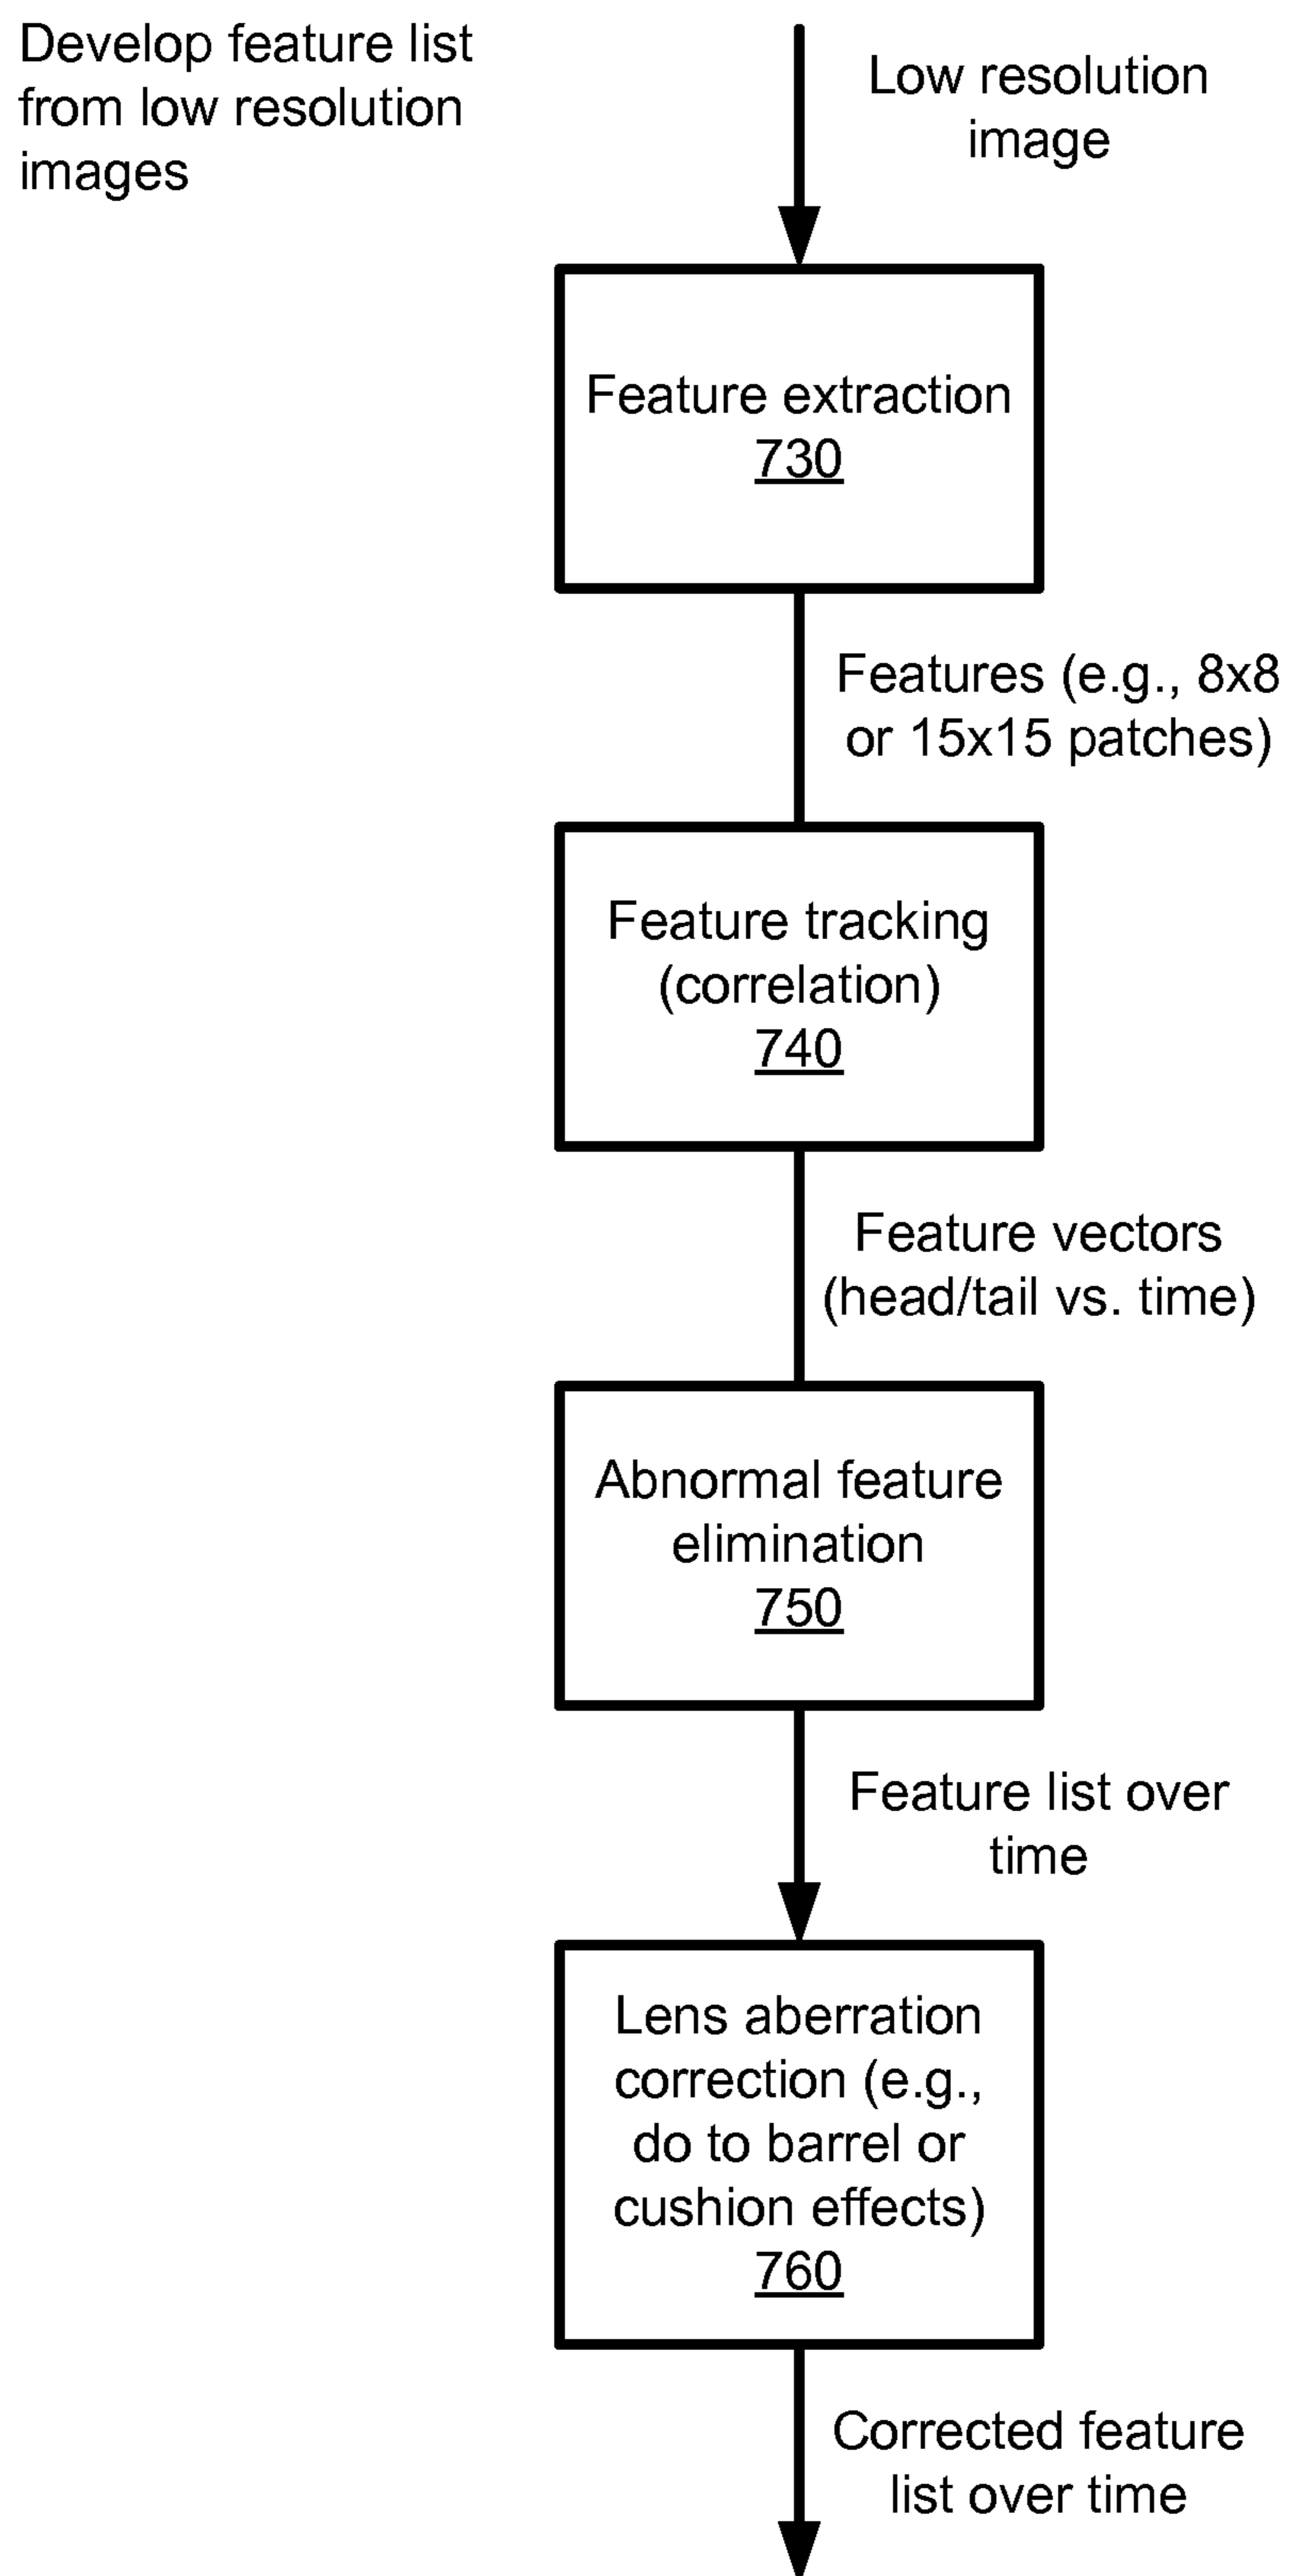 Develop feature list
from low resolution
images
Low resolution
image
Feature extraction
730
Features (e.g., 8x8
or 15x15 patches)
Feature tracking
(correlation)
740
Feature vectors
(head/tail vs. time)
Abnormal feature
elimination
750
Feature list over
time
Lens aberration
correction (e.g.,
do to barrel or
cushion effects)
760
Corrected feature
list over time